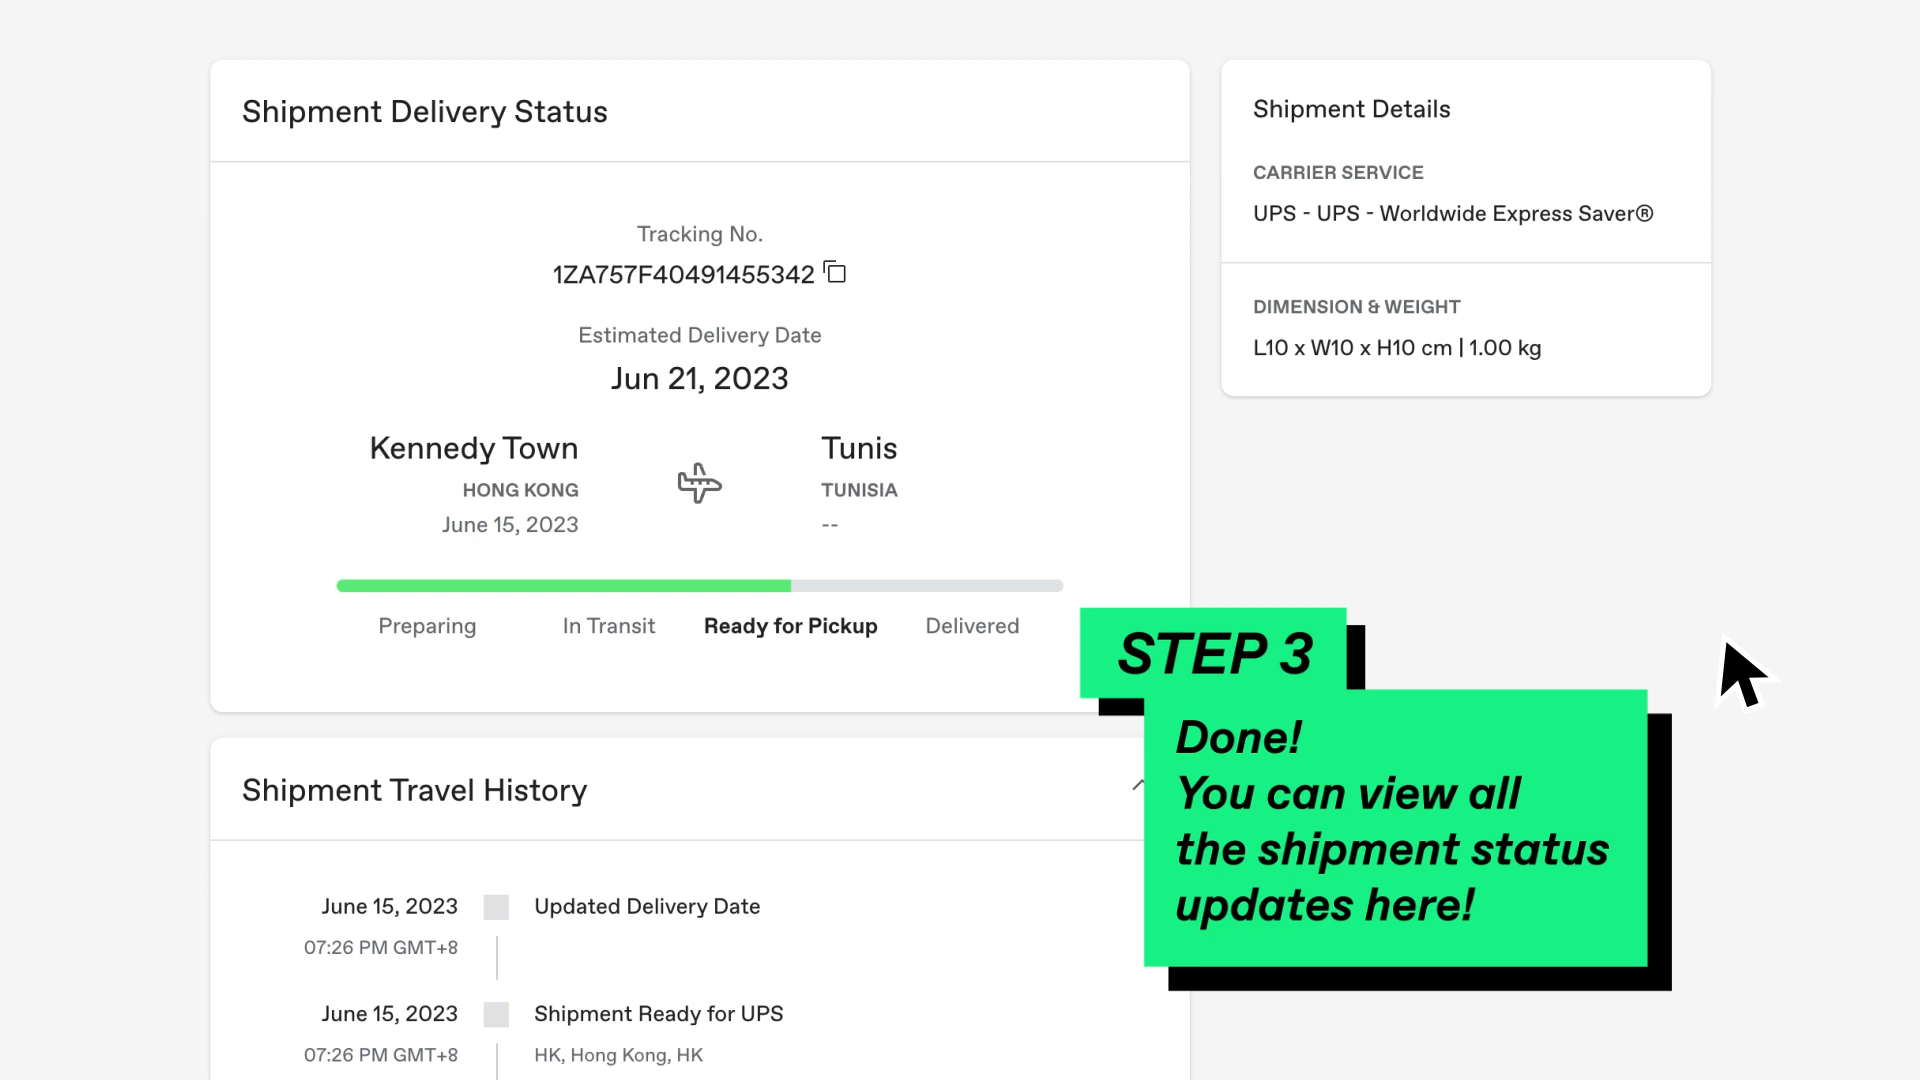 Shipment Delivery Status
Tracking No.
1ZA757F40491455342
Estimated Delivery Date
Jun 21, 2023
Kennedy Town
HONG KONG
June 15, 2023
Tunis
TUNISIA
--
Preparing
In Transit
Ready for Pickup
Delivered
Shipment Details
CARRIER SERVICE
UPS - UPS - Worldwide Express Saver®
DIMENSION & WEIGHT
L10 x W10 x H10 cm | 1.00 kg
STEP 3
Done!
You can view all
the shipment status
updates here!
Shipment Travel History
June 15, 2023
07:26 PM GMT+8
Updated Delivery Date
June 15, 2023
07:26 PM GMT+8
Shipment Ready for UPS
HK, Hong Kong, HK